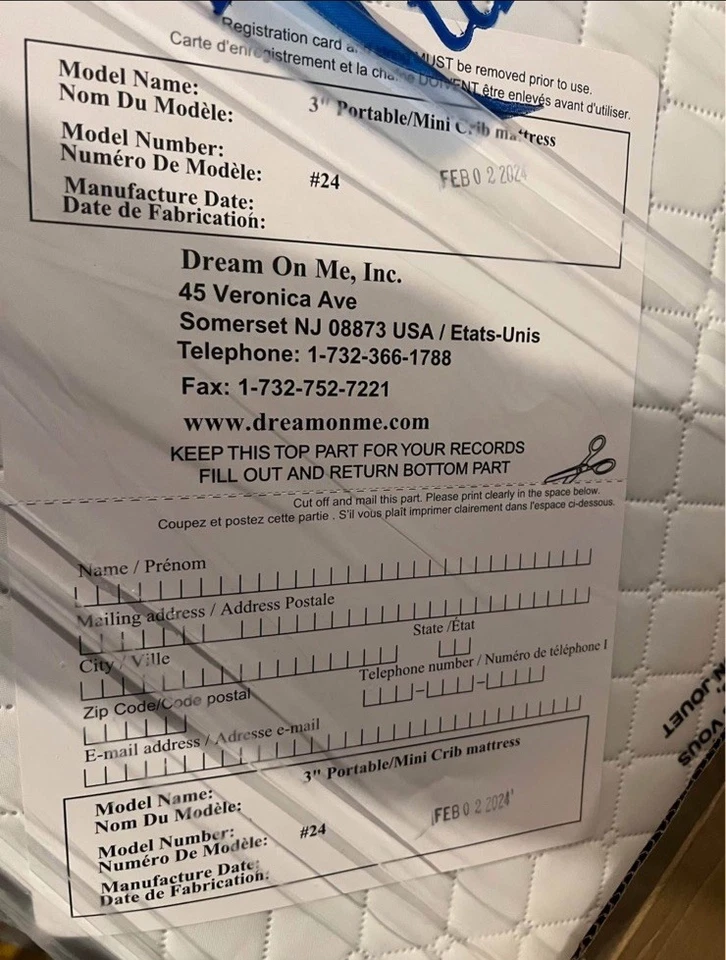 Registration card a MUST be removed prior to use.
Carte d'enregistrement et la cha DOIVENT être enlevés avant d'utiliser.
Model Name:
Nom Du Modèle:
3" Portable/Mini Crib mattress
Model Number:
Numéro De Modèle:
#24
FEB 02 2024
Manufacture Date:
Date de Fabrication:
Dream On Me, Inc.
45 Veronica Ave
Somerset NJ 08873 USA / Etats-Unis
Telephone: 1-732-366-1788
Fax: 1-732-752-7221
www.dreamonme.com
KEEP THIS TOP PART FOR YOUR RECORDS
FILL OUT AND RETURN BOTTOM PART
Cut off and mail this part. Please print clearly in the space below.
Coupez et postez cette partie . S'il vous plaît imprimer clairement dans l'espace ci-dessous.
Name / Prénom
Mailing address / Address Postale
State /État
City / Ville
Telephone number / Numéro de téléphone l
Zip Code/Code postal
E-mail address / Adresse e-mail
3" Portable/Mini Crib mattress
Model Name:
Nom Du Modèle:
Model Number:
Numéro De Modèle:
#24
FEB 02 2024
Manufacture Date:
Date de Fabrication:
JOUET
VOUS